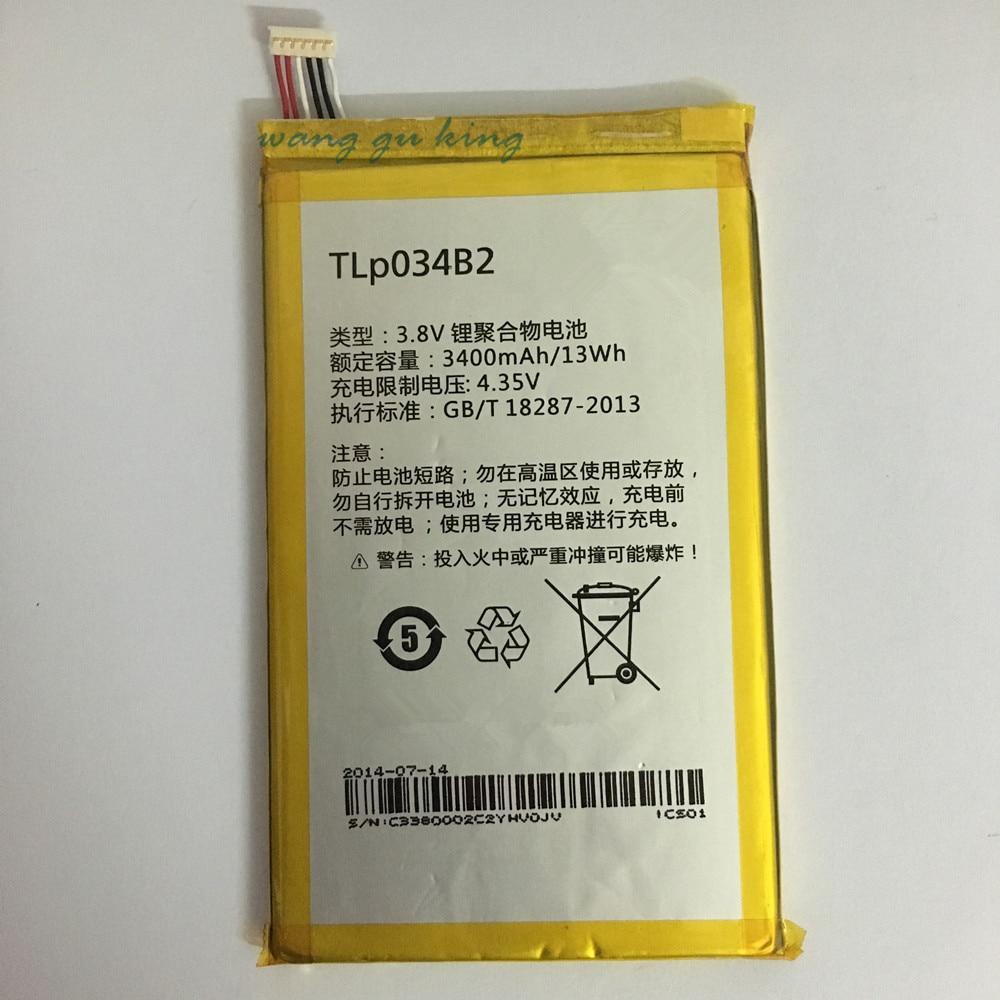 wang gu king
TLp034B2
类型：3.8V 锂聚合物电池
额定容量：3400mAh/13Wh
充电限制电压: 4.35V
执行标准：GB/T 18287-2013
注意：
防止电池短路；勿在高温区使用或存放，
勿自行拆开电池；无记忆效应，充电前
不需放电 ；使用专用充电器进行充电。
⚠ 警告：投入火中或严重冲撞可能爆炸！
5
2014-07-14
S/N:C3380002C2YHV0JV 1CS01